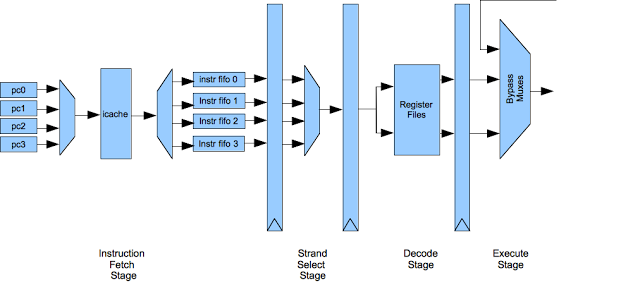 pc0
pc1
pc2
pc3
icache
instr fifo 0
Instr fifo 1
Instr fifo 2
Instr fifo 3
Register
Files
Bypass
Muxes
Instruction
Fetch
Stage
Strand
Select
Stage
Decode
Stage
Execute
Stage